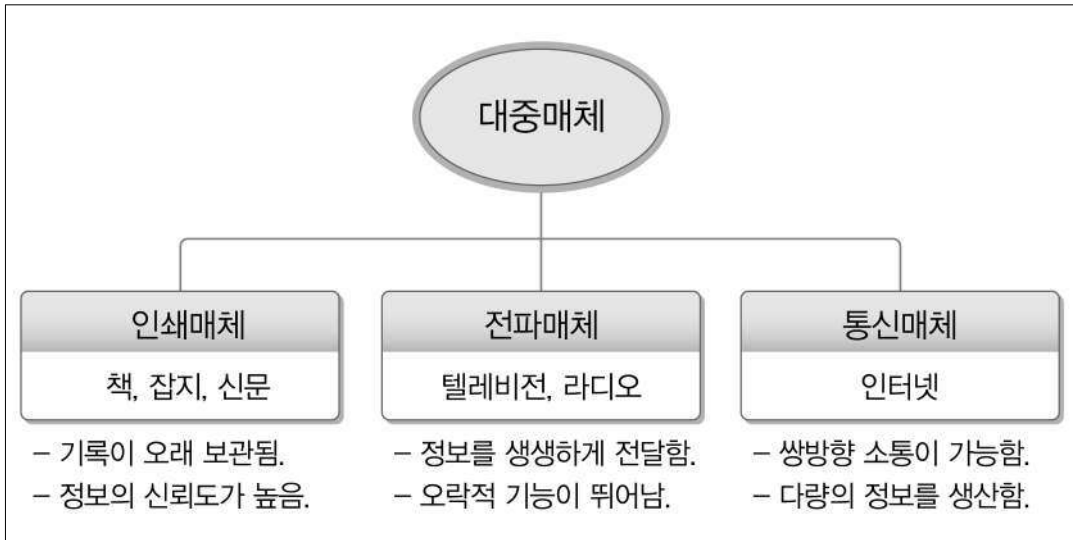 대중매체
인쇄매체
책, 잡지, 신문
– 기록이 오래 보관됨.
– 정보의 신뢰도가 높음.
전파매체
텔레비전, 라디오
– 정보를 생생하게 전달함.
– 오락적 기능이 뛰어남.
통신매체
인터넷
– 쌍방향 소통이 가능함.
– 다량의 정보를 생산함.